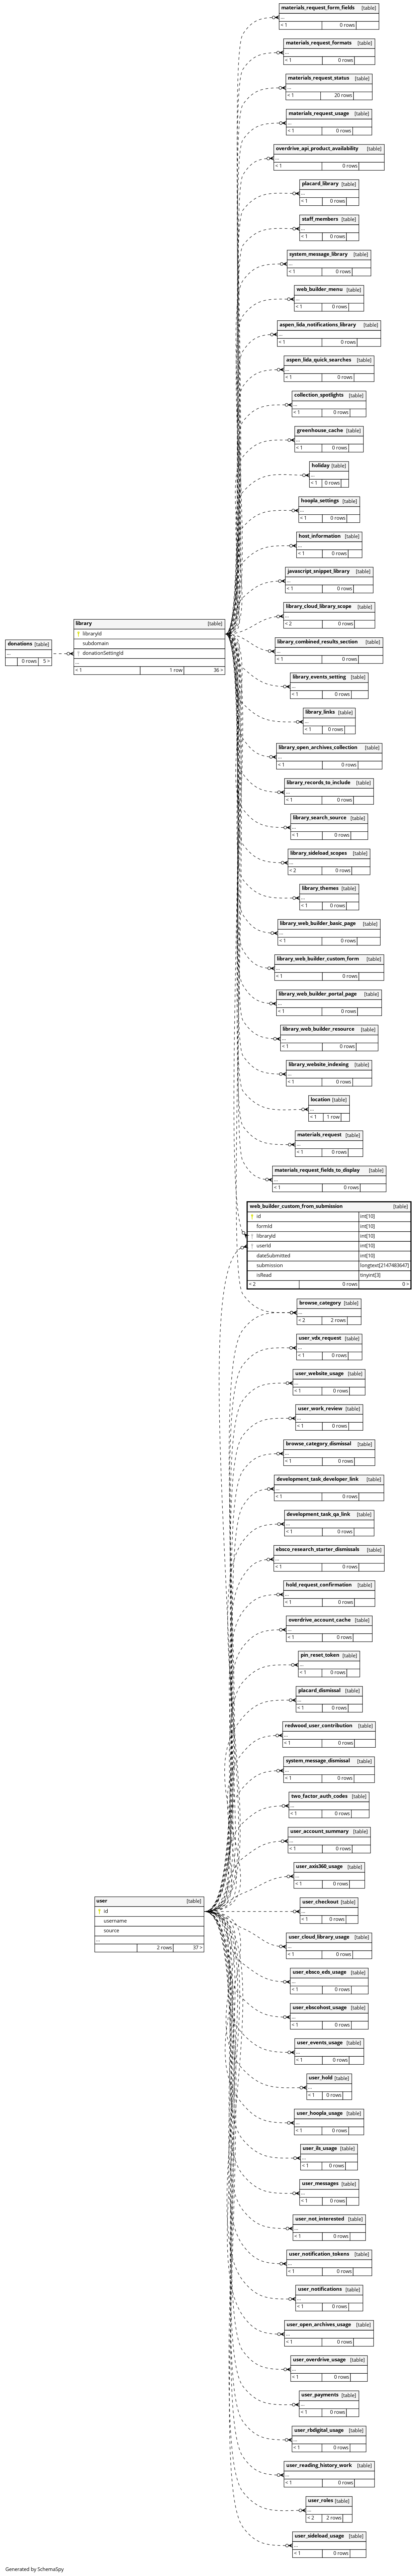 materials_request_form_fields [table]
...
< 1 0 rows
materials_request_formats [table]
...
< 1 0 rows
materials_request_status [table]
...
< 1 20 rows
materials_request_usage [table]
...
< 1 0 rows
overdrive_api_product_availability [table]
...
< 1 0 rows
placard_library [table]
...
< 1 0 rows
staff_members [table]
...
< 1 0 rows
system_message_library [table]
...
< 1 0 rows
web_builder_menu [table]
...
< 1 0 rows
aspen_lida_notifications_library [table]
...
< 1 0 rows
aspen_lida_quick_searches [table]
...
< 1 0 rows
collection_spotlights [table]
...
< 1 0 rows
greenhouse_cache [table]
...
< 1 0 rows
holiday [table]
...
< 1 0 rows
hoopla_settings [table]
...
< 1 0 rows
host_information [table]
...
< 1 0 rows
javascript_snippet_library [table]
...
< 1 0 rows
library_cloud_library_scope [table]
...
< 2 0 rows
donations [table]
...
0 rows 5 >
library [table]
libraryId
subdomain
donationSettingId
...
< 1 1 row 36 >
library_combined_results_section [table]
...
< 1 0 rows
library_events_setting [table]
...
< 1 0 rows
library_links [table]
...
< 1 0 rows
library_open_archives_collection [table]
...
< 1 0 rows
library_records_to_include [table]
...
< 1 0 rows
library_search_source [table]
...
< 1 0 rows
library_sideload_scopes [table]
...
< 2 0 rows
library_themes [table]
...
< 1 0 rows
library_web_builder_basic_page [table]
...
< 1 0 rows
library_web_builder_custom_form [table]
...
< 1 0 rows
library_web_builder_portal_page [table]
...
< 1 0 rows
library_web_builder_resource [table]
...
< 1 0 rows
library_website_indexing [table]
...
< 1 0 rows
location [table]
...
< 1 1 row
materials_request [table]
...
< 1 0 rows
materials_request_fields_to_display [table]
...
< 1 0 rows
web_builder_custom_from_submission [table]
id int[10]
formId int[10]
libraryId int[10]
userId int[10]
dateSubmitted int[10]
submission longtext[2147483647]
isRead tinyint[3]
< 2 0 rows 0 >
browse_category [table]
...
< 2 2 rows
user_vdx_request [table]
...
< 1 0 rows
user_website_usage [table]
...
< 1 0 rows
user_work_review [table]
...
< 1 0 rows
browse_category_dismissal [table]
...
< 1 0 rows
development_task_developer_link [table]
...
< 1 0 rows
development_task_qa_link [table]
...
< 1 0 rows
ebsco_research_starter_dismissals [table]
...
< 1 0 rows
hold_request_confirmation [table]
...
< 1 0 rows
overdrive_account_cache [table]
...
< 1 0 rows
pin_reset_token [table]
...
< 1 0 rows
placard_dismissal [table]
...
< 1 0 rows
redwood_user_contribution [table]
...
< 1 0 rows
system_message_dismissal [table]
...
< 1 0 rows
two_factor_auth_codes [table]
...
< 1 0 rows
user_account_summary [table]
...
< 1 0 rows
user_axis360_usage [table]
...
< 1 0 rows
user [table]
id
username
source
...
2 rows 37 >
user_checkout [table]
...
< 1 0 rows
user_cloud_library_usage [table]
...
< 1 0 rows
user_ebsco_eds_usage [table]
...
< 1 0 rows
user_ebscohost_usage [table]
...
< 1 0 rows
user_events_usage [table]
...
< 1 0 rows
user_hold [table]
...
< 1 0 rows
user_hoopla_usage [table]
...
< 1 0 rows
user_ils_usage [table]
...
< 1 0 rows
user_messages [table]
...
< 1 0 rows
user_not_interested [table]
...
< 1 0 rows
user_notification_tokens [table]
...
< 1 0 rows
user_notifications [table]
...
< 1 0 rows
user_open_archives_usage [table]
...
< 1 0 rows
user_overdrive_usage [table]
...
< 1 0 rows
user_payments [table]
...
< 1 0 rows
user_rbdigital_usage [table]
...
< 1 0 rows
user_reading_history_work [table]
...
< 1 0 rows
user_roles [table]
...
< 2 2 rows
user_sideload_usage [table]
...
< 1 0 rows
Generated by SchemaSpy